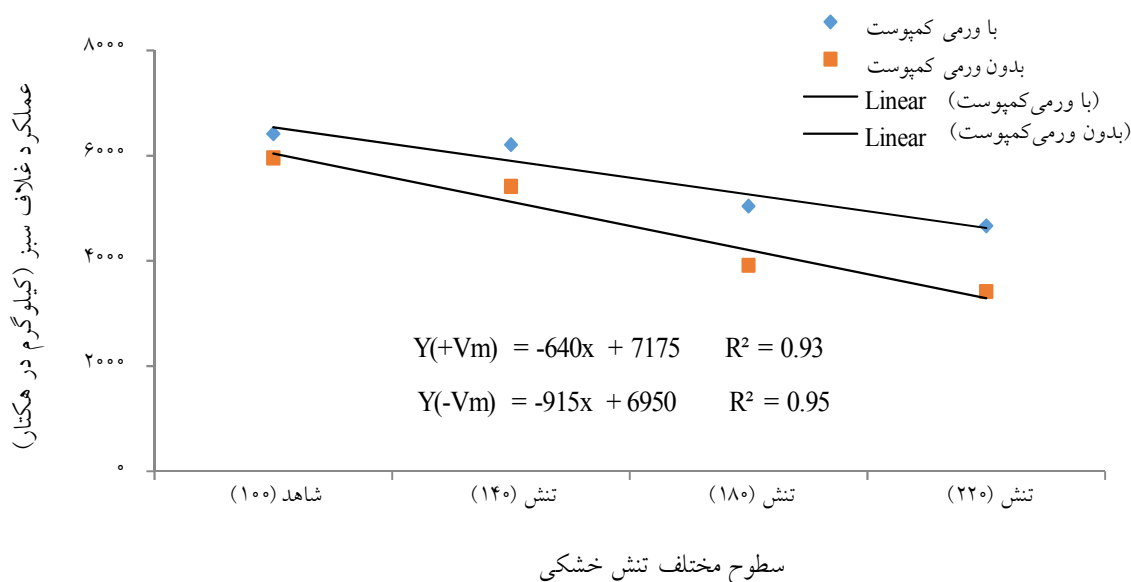 با ورمی کمپوست
بدون ورمی کمپوست
Linear (با ورمی‌کمپوست)
Linear (بدون ورمی‌کمپوست)
عملکرد غلاف سبز (کیلوگرم در هکتار)
۸۰۰۰
۶۰۰۰
۴۰۰۰
۲۰۰۰
۰
Y(+Vm) = -640x + 7175 R² = 0.93
Y(-Vm) = -915x + 6950 R² = 0.95
شاهد (۱۰۰)
تنش (۱۴۰)
تنش (۱۸۰)
تنش (۲۲۰)
سطوح مختلف تنش خشکی